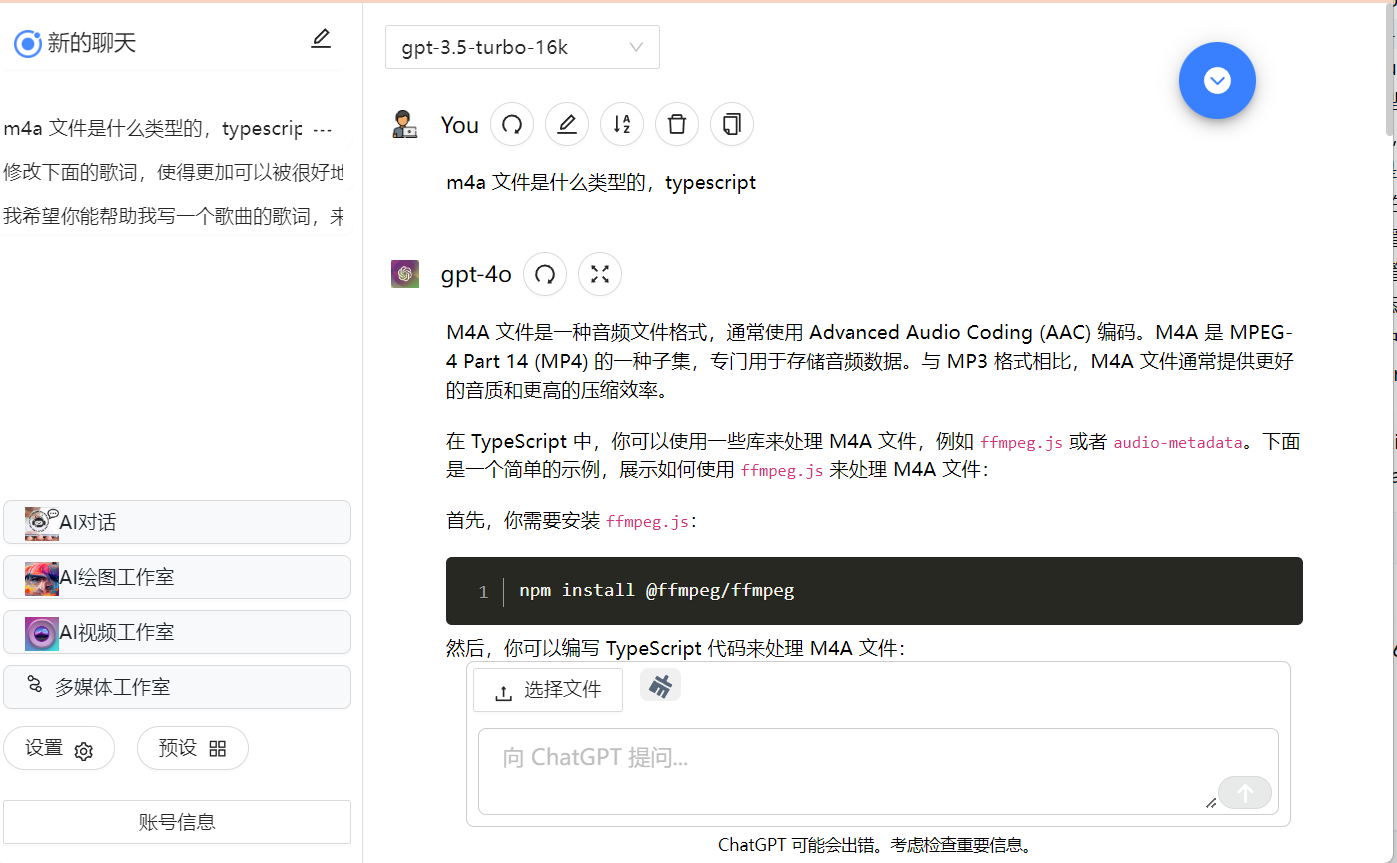 新的聊天
m4a 文件是什么类型的，typescrip ···
修改下面的歌词，使得更加可以被很好地
我希望你能帮助我写一个歌曲的歌词，来
AI对话
AI绘图工作室
AI视频工作室
多媒体工作室
设置
预设
账号信息
gpt-3.5-turbo-16k
You
m4a 文件是什么类型的，typescript
gpt-4o
M4A 文件是一种音频文件格式，通常使用 Advanced Audio Coding (AAC) 编码。M4A 是 MPEG-
4 Part 14 (MP4) 的一种子集，专门用于存储音频数据。与 MP3 格式相比，M4A 文件通常提供更好
的音质和更高的压缩效率。
在 TypeScript 中，你可以使用一些库来处理 M4A 文件，例如 ffmpeg.js 或者 audio-metadata。下面
是一个简单的示例，展示如何使用 ffmpeg.js 来处理 M4A 文件：
首先，你需要安装 ffmpeg.js：
1 npm install @ffmpeg/ffmpeg
然后，你可以编写 TypeScript 代码来处理 M4A 文件：
选择文件
向 ChatGPT 提问...
ChatGPT 可能会出错。考虑检查重要信息。